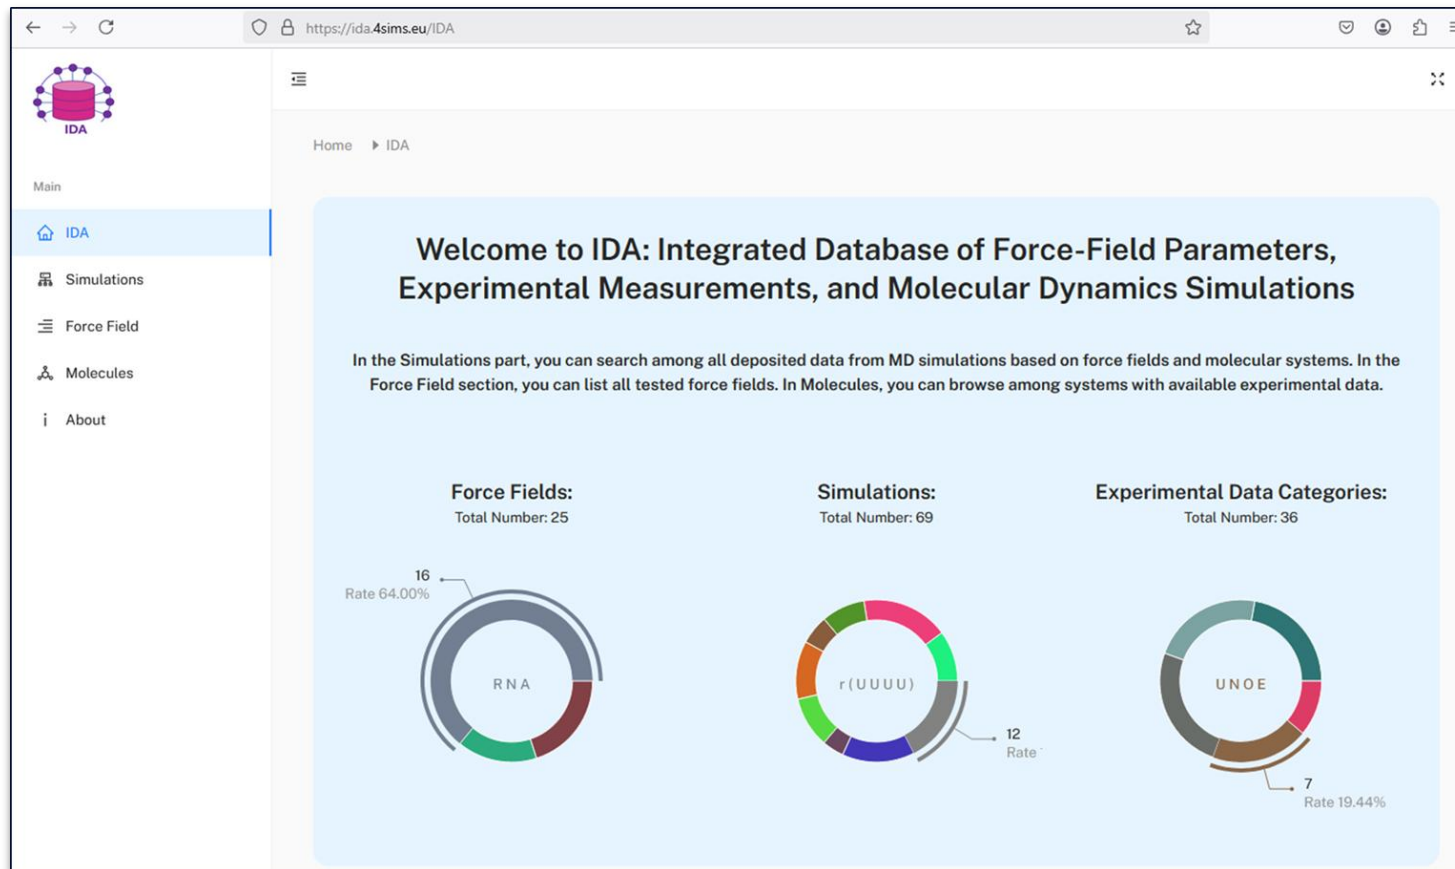 https://ida.4sims.eu/IDA
IDA
Home IDA
Main
IDA
Simulations
Force Field
Molecules
About
Welcome to IDA: Integrated Database of Force-Field Parameters,
Experimental Measurements, and Molecular Dynamics Simulations
In the Simulations part, you can search among all deposited data from MD simulations based on force fields and molecular systems. In the
Force Field section, you can list all tested force fields. In Molecules, you can browse among systems with available experimental data.
Force Fields:
Total Number: 25
16
Rate 64.00%
RNA
Simulations:
Total Number: 69
r(UUUU)
12
Rate
Experimental Data Categories:
Total Number: 36
UNOE
7
Rate 19.44%